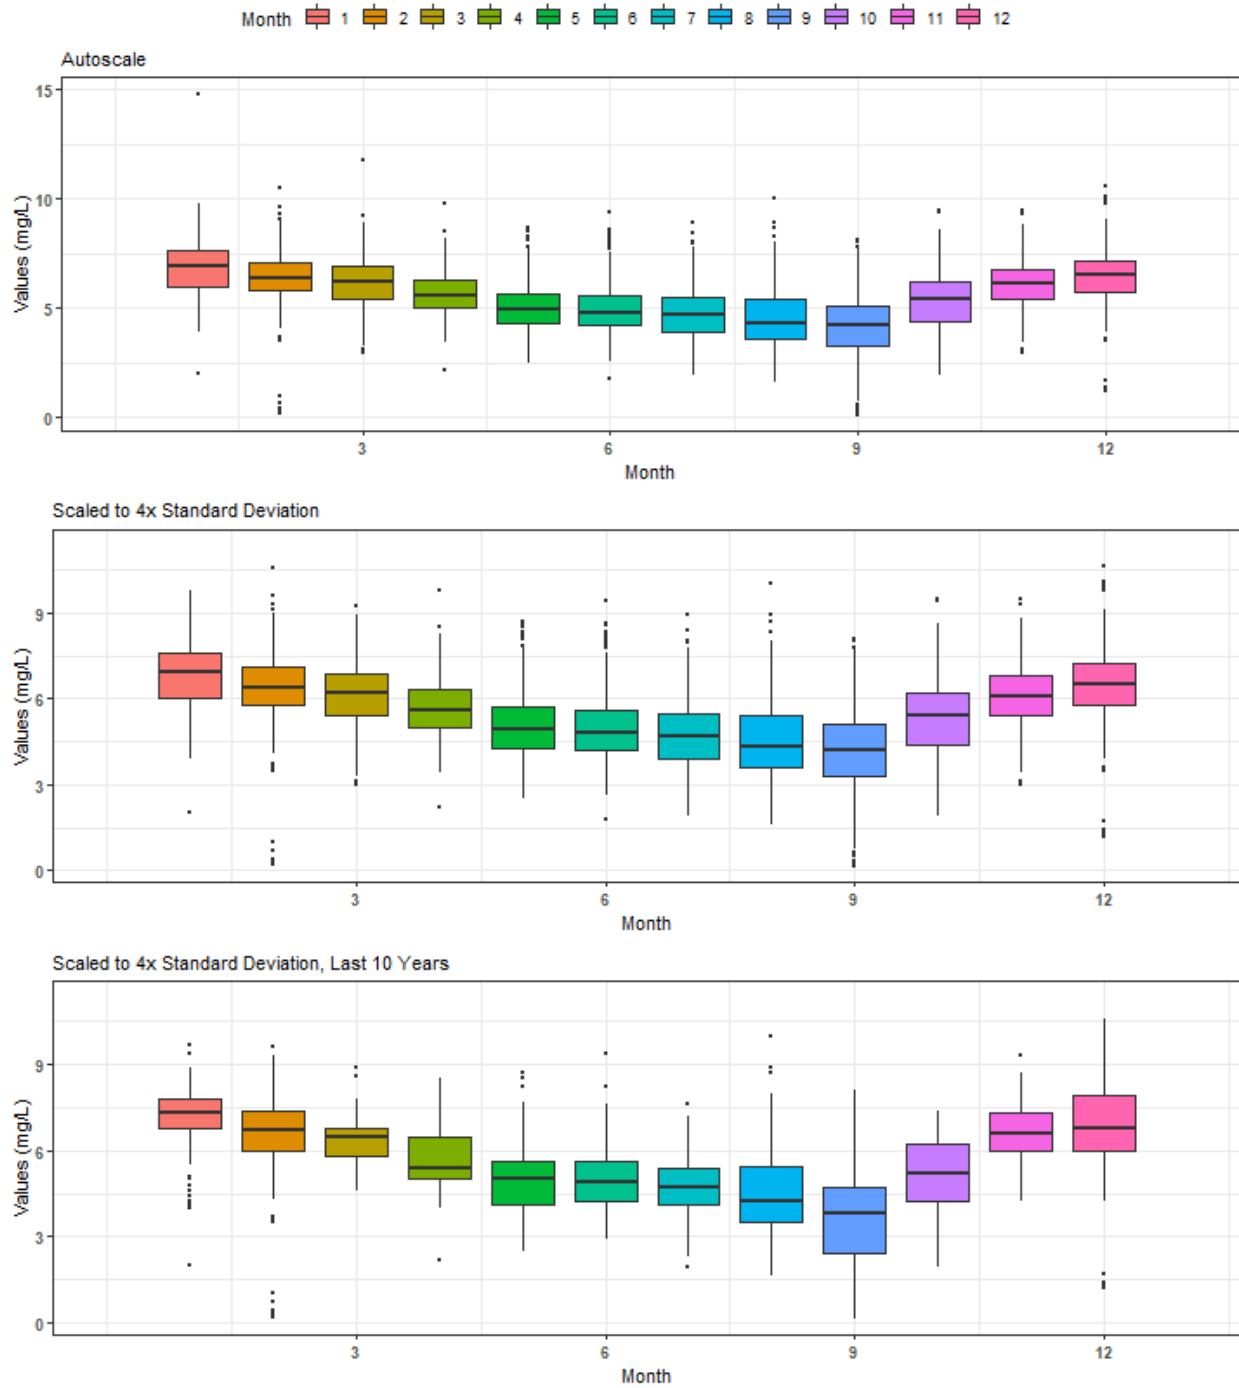 Month 1 2 3 4 5 6 7 8 9 10 11 12
Autoscale
Values (mg/L)
15
10
5
0
3 6 9 12
Month
Scaled to 4x Standard Deviation
Values (mg/L)
9
6
3
0
3 6 9 12
Month
Scaled to 4x Standard Deviation, Last 10 Years
Values (mg/L)
9
6
3
0
3 6 9 12
Month